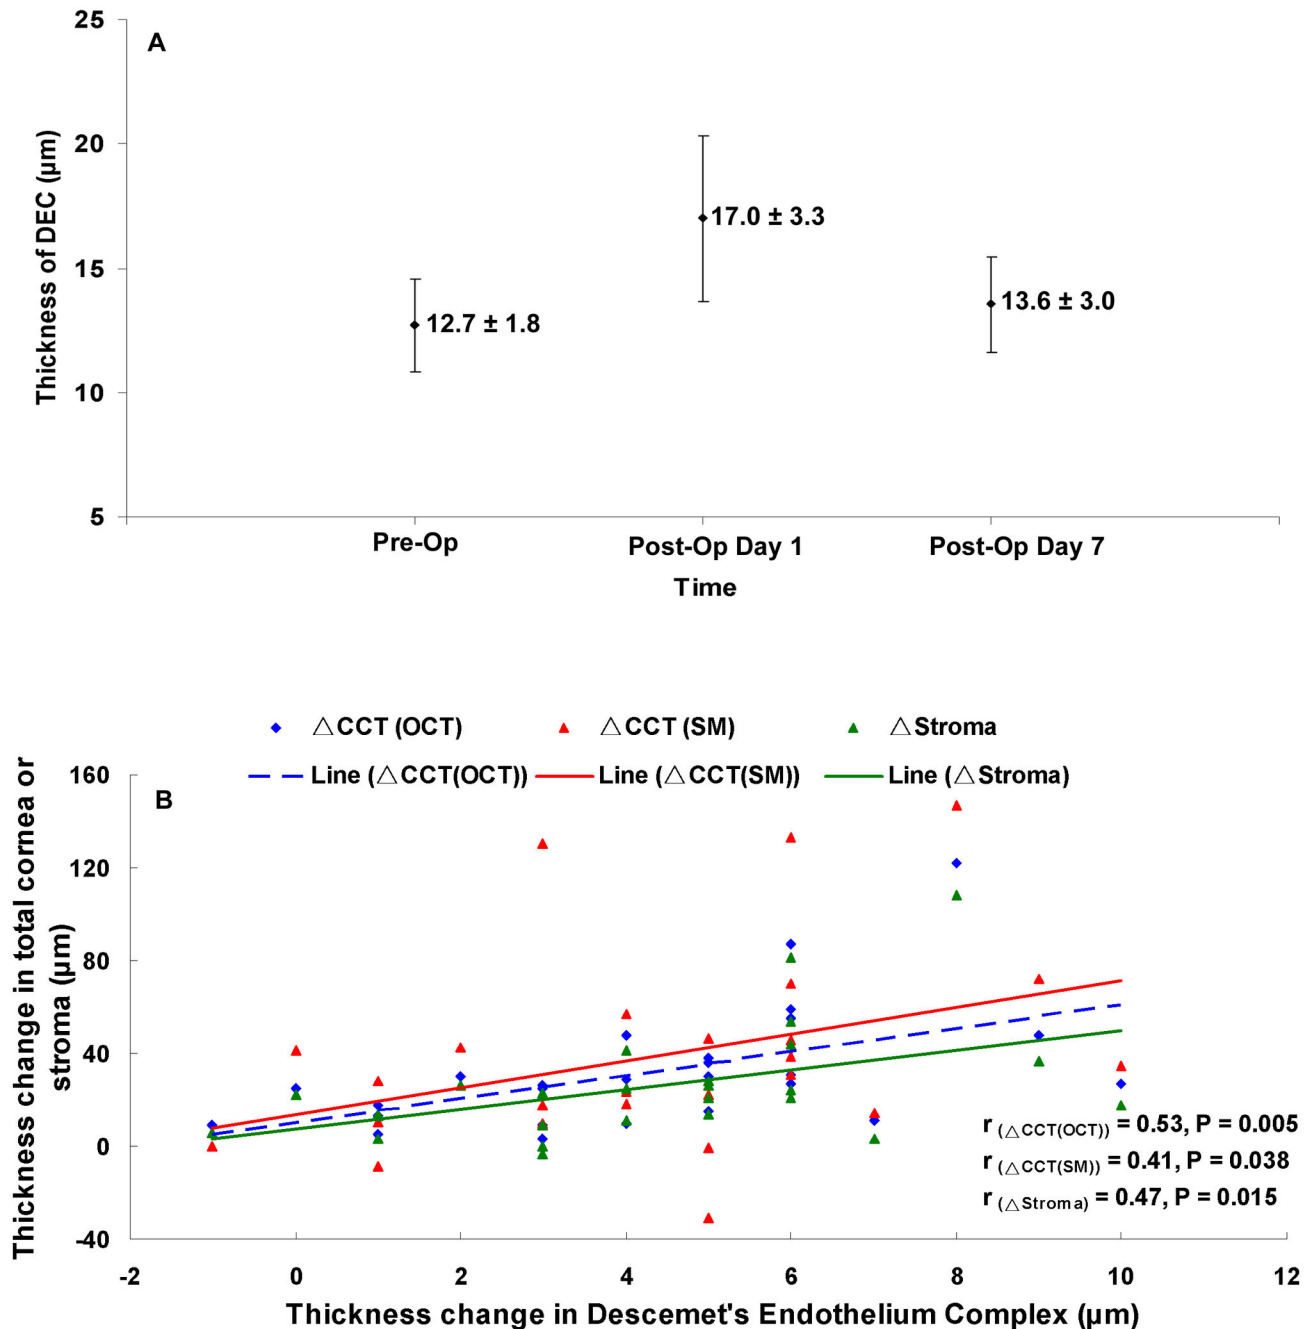 A
25
20
15
10
5
Thickness of DEC (µm)
12.7 ± 1.8
17.0 ± 3.3
13.6 ± 3.0
Pre-Op
Post-Op Day 1
Post-Op Day 7
Time
△CCT (OCT)
△CCT (SM)
△Stroma
Line (△CCT(OCT))
Line (△CCT(SM))
Line (△Stroma)
B
160
120
80
40
0
-40
Thickness change in total cornea or
stroma (µm)
r (△CCT(OCT)) = 0.53, P = 0.005
r (△CCT(SM)) = 0.41, P = 0.038
r (△Stroma) = 0.47, P = 0.015
-2 0 2 4 6 8 10 12
Thickness change in Descemet's Endothelium Complex (µm)